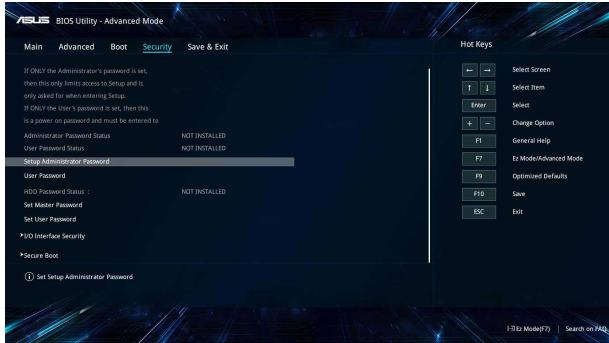 ASUS BIOS Utility - Advanced Mode
Main Advanced Boot Security Save & Exit
If ONLY the Administrator's password is set,
then this only limits access to Setup and is
only asked for when entering Setup.
If ONLY the User's password is set, then this
is a power on password and must be entered to
Administrator Password Status NOT INSTALLED
User Password Status NOT INSTALLED
Setup Administrator Password
User Password
HDD Password Status : NOT INSTALLED
Set Master Password
Set User Password
I/O Interface Security
Secure Boot
Set Setup Administrator Password
Hot Keys
← → Select Screen
↑ ↓ Select Item
Enter Select
+ − Change Option
F1 General Help
F7 Ez Mode/Advanced Mode
F9 Optimized Defaults
F10 Save
ESC Exit
Ez Mode(F7) | Search on FAQ